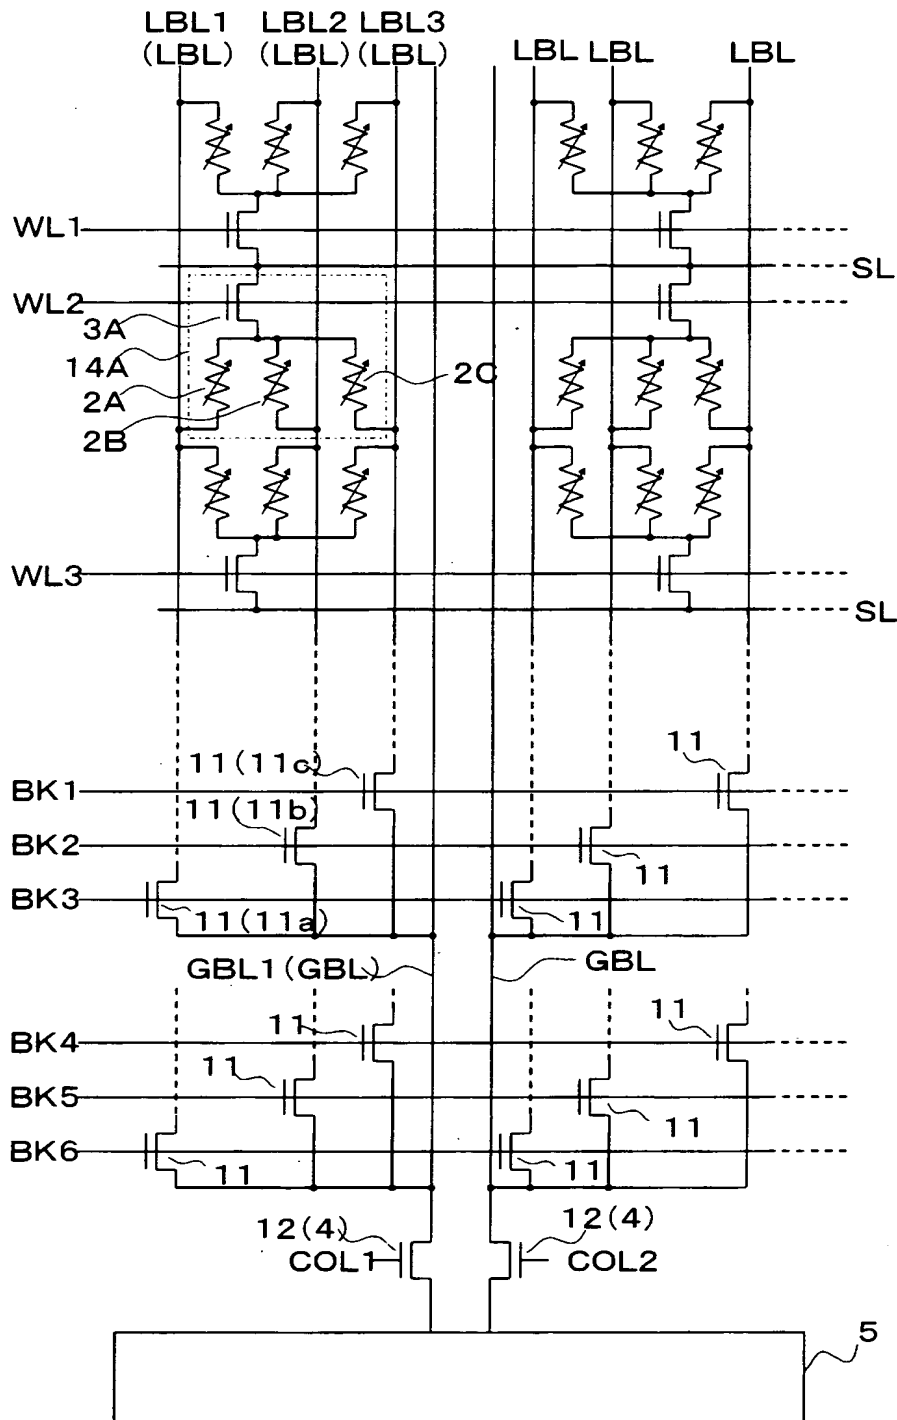 LBL1 LBL2 LBL3
(LBL) (LBL) (LBL) LBL LBL LBL
WL1
SL
WL2
3A
14A
2C
2A
2B
WL3
SL
11
11(11c)
BK1
11(11b)
BK2
11
BK3
11(11a) 11
GBL1(GBL) GBL
11 11
BK4
11
BK5
11
BK6
11 11
12(4) 12(4)
COL1 COL2
5